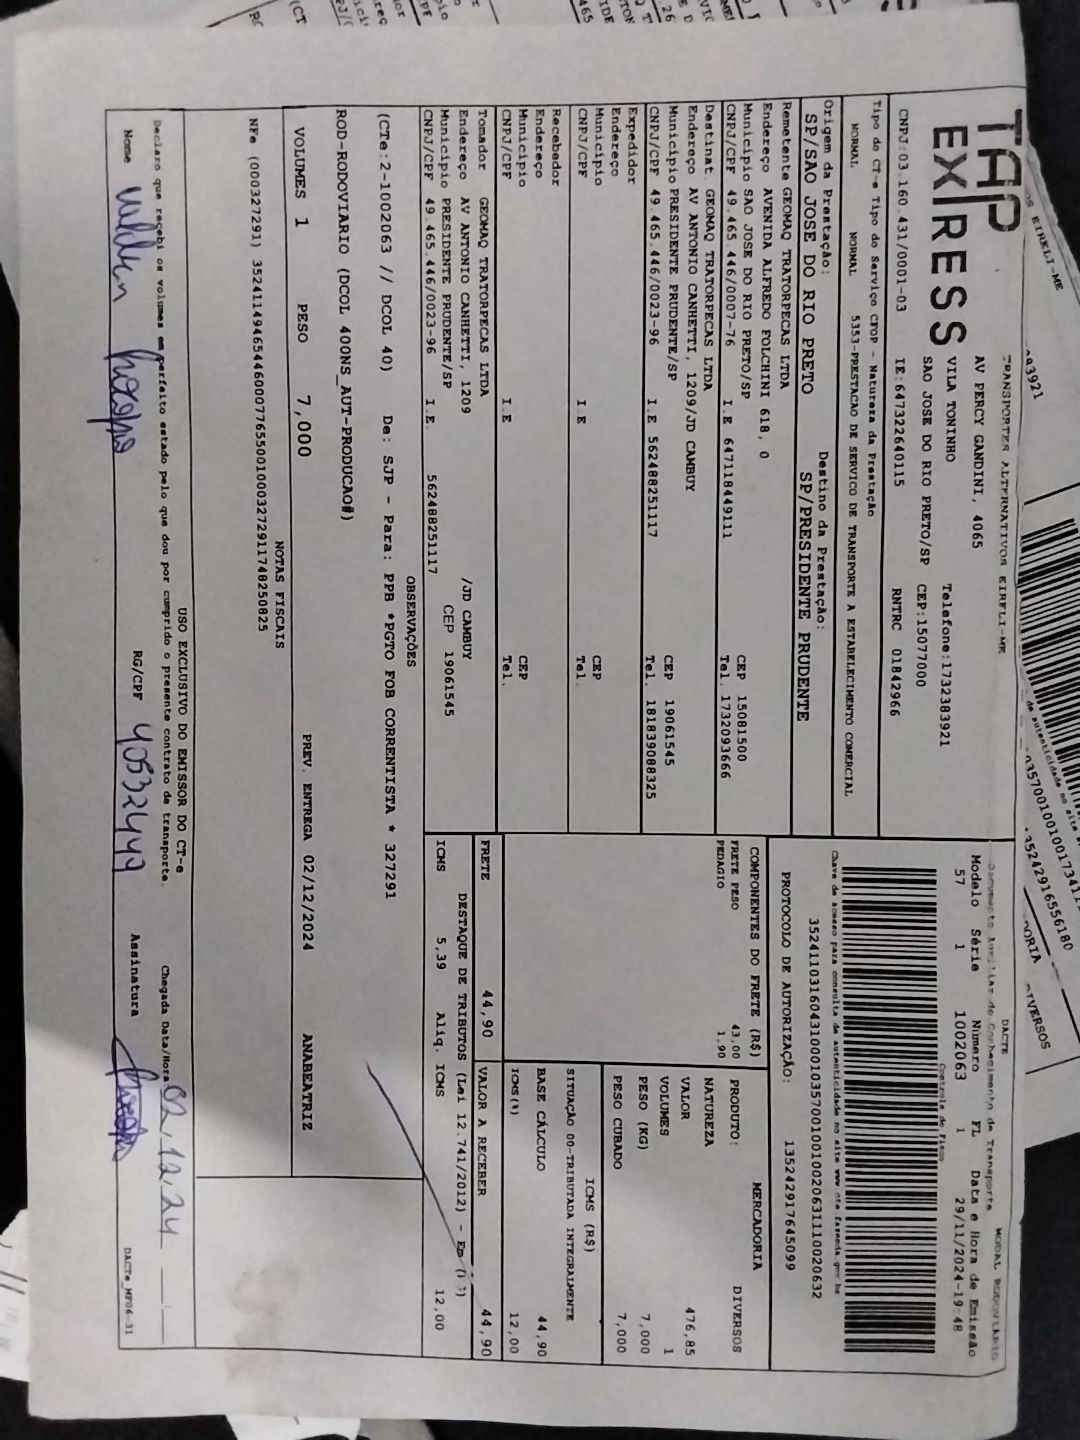 TAP
EXPRESS
TRANSPORTES ALTERNATIVOS EIRELI-ME
AV PERCY GANDINI, 4065
VILA TONINHO Telefone:1732383921
SAO JOSE DO RIO PRETO/SP CEP:15077000
CNPJ:03.160.431/0001-03 IE:647322640115 RNTRC 01842966
Tipo do CT-e Tipo do Serviço CFOP - Natureza da Prestação
NORMAL NORMAL 5353-PRESTACAO DE SERVICO DE TRANSPORTE A ESTABELECIMENTO COMERCIAL
Origem da Prestação: Destino da Prestação:
SP/SAO JOSE DO RIO PRETO SP/PRESIDENTE PRUDENTE
Remetente GEOMAQ TRATORPECAS LTDA
Endereço AVENIDA ALFREDO FOLCHINI 618, 0
Município SAO JOSE DO RIO PRETO/SP CEP 15081500
CNPJ/CPF 49.465.446/0007-76 I.E 647118449111 Tel. 1732093666
Destinat. GEOMAQ TRATORPECAS LTDA
Endereço AV ANTONIO CANHETTI, 1209/JD CAMBUY
Município PRESIDENTE PRUDENTE/SP CEP 19061545
CNPJ/CPF 49.465.446/0023-96 I.E 562488251117 Tel. 181839088325
Expedidor
Endereço
Município CEP
CNPJ/CPF I.E Tel.
Recebedor
Endereço
Município CEP
CNPJ/CPF I.E Tel.
Tomador GEOMAQ TRATORPECAS LTDA
Endereço AV ANTONIO CANHETTI, 1209 /JD CAMBUY
Município PRESIDENTE PRUDENTE/SP CEP 19061545
CNPJ/CPF 49.465.446/0023-96 I.E. 562488251117
DACTE MODAL RODOVIÁRIO
Documento Auxiliar do Conhecimento de Transporte
Modelo Série Número FL Data e Hora de Emissão
57 1 1002063 1 29/11/2024-19:48
Controle do Fisco
Chave de acesso para consulta de autenticidade no site www.cte.fazenda.gov.br
35241103160431000103570010010020631110020632
PROTOCOLO DE AUTORIZAÇÃO: 135242917645099
COMPONENTES DO FRETE (R$)
FRETE PESO 43,00
PEDAGIO 1,90
MERCADORIA
PRODUTO: DIVERSOS
NATUREZA
VALOR 476,85
VOLUMES 1
PESO (KG) 7,000
PESO CUBADO 7,000
ICMS (R$)
SITUAÇÃO 00-TRIBUTADA INTEGRALMENTE
BASE CÁLCULO 44,90
ICMS(%) 12,00
FRETE 44,90 VALOR A RECEBER 44,90
DESTAQUE DE TRIBUTOS (Lei 12.741/2012) - Em
ICMS 5,39 Aliq. ICMS 12,00
OBSERVAÇÕES
(CTe:2-1002063 // DCOL 40) De: SJP - Para: PPB *PGTO FOB CORRENTISTA * 327291
ROD-RODOVIARIO (DCOL 400NS_AUT-PRODUCAO#)
VOLUMES 1 PESO 7,000 PREV. ENTREGA 02/12/2024 ANABEATRIZ
NOTAS FISCAIS
NFe (000327291) 35241149465446000776550010003272911748250825
USO EXCLUSIVO DO EMISSOR DO CT-e
Declaro que recebi os volumes em perfeito estado pelo que dou por cumprido o presente contrato de transporte. Chegada Data/Hora 02,12,24
Nome RG/CPF 40532449 Assinatura
DACTe_MP06-31